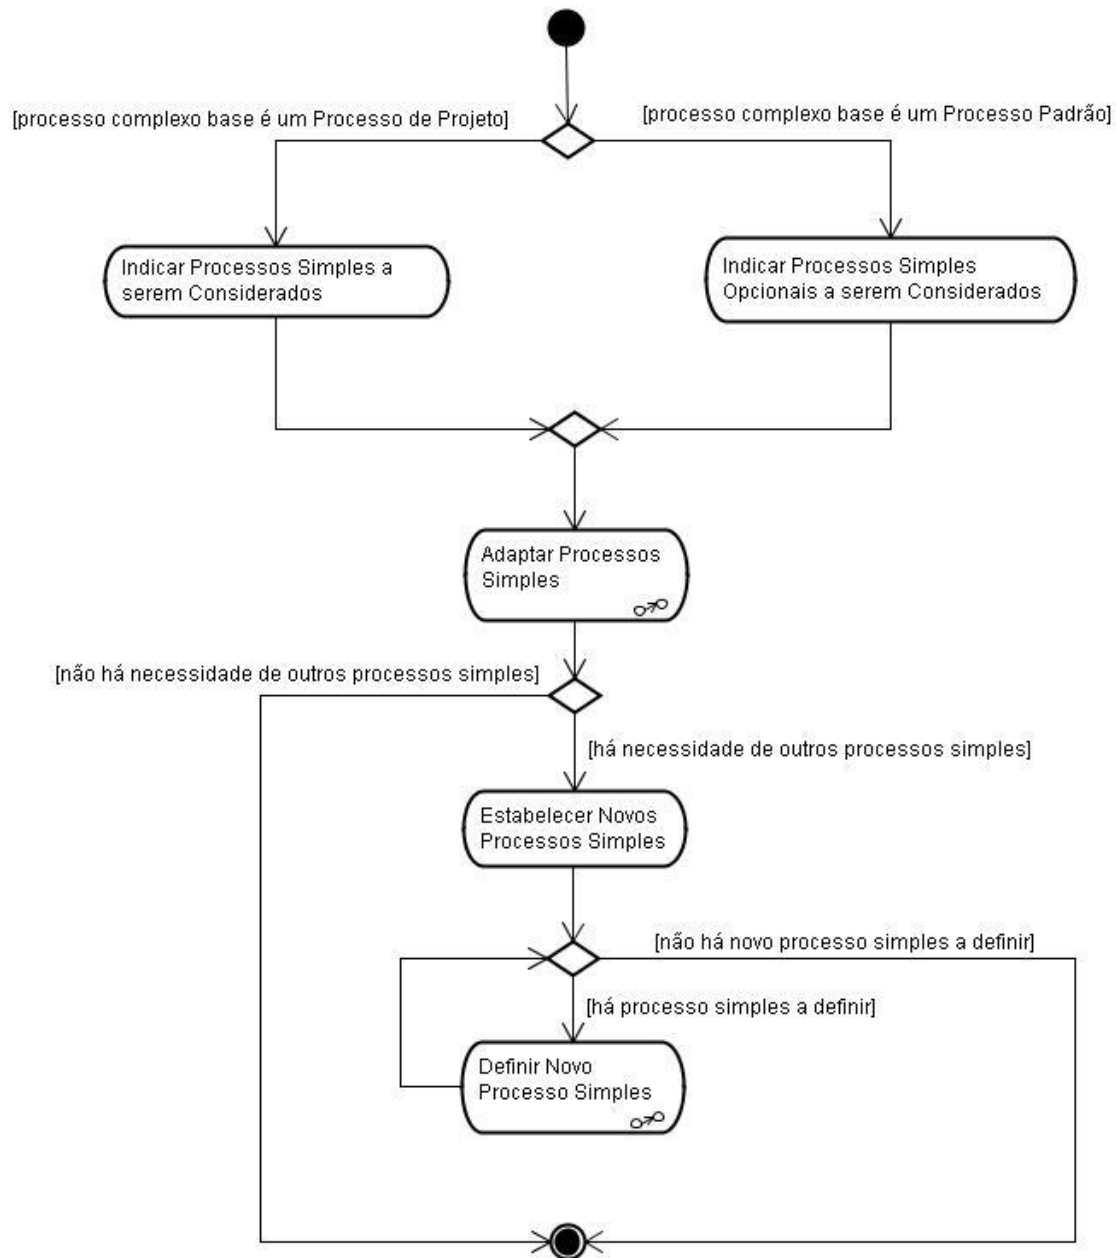 [processo complexo base é um Processo de Projeto]
[processo complexo base é um Processo Padrão]
Indicar Processos Simples a
serem Considerados
Indicar Processos Simples
Opcionais a serem Considerados
Adaptar Processos
Simples
[não há necessidade de outros processos simples]
[há necessidade de outros processos simples]
Estabelecer Novos
Processos Simples
[não há novo processo simples a definir]
[há processo simples a definir]
Definir Novo
Processo Simples